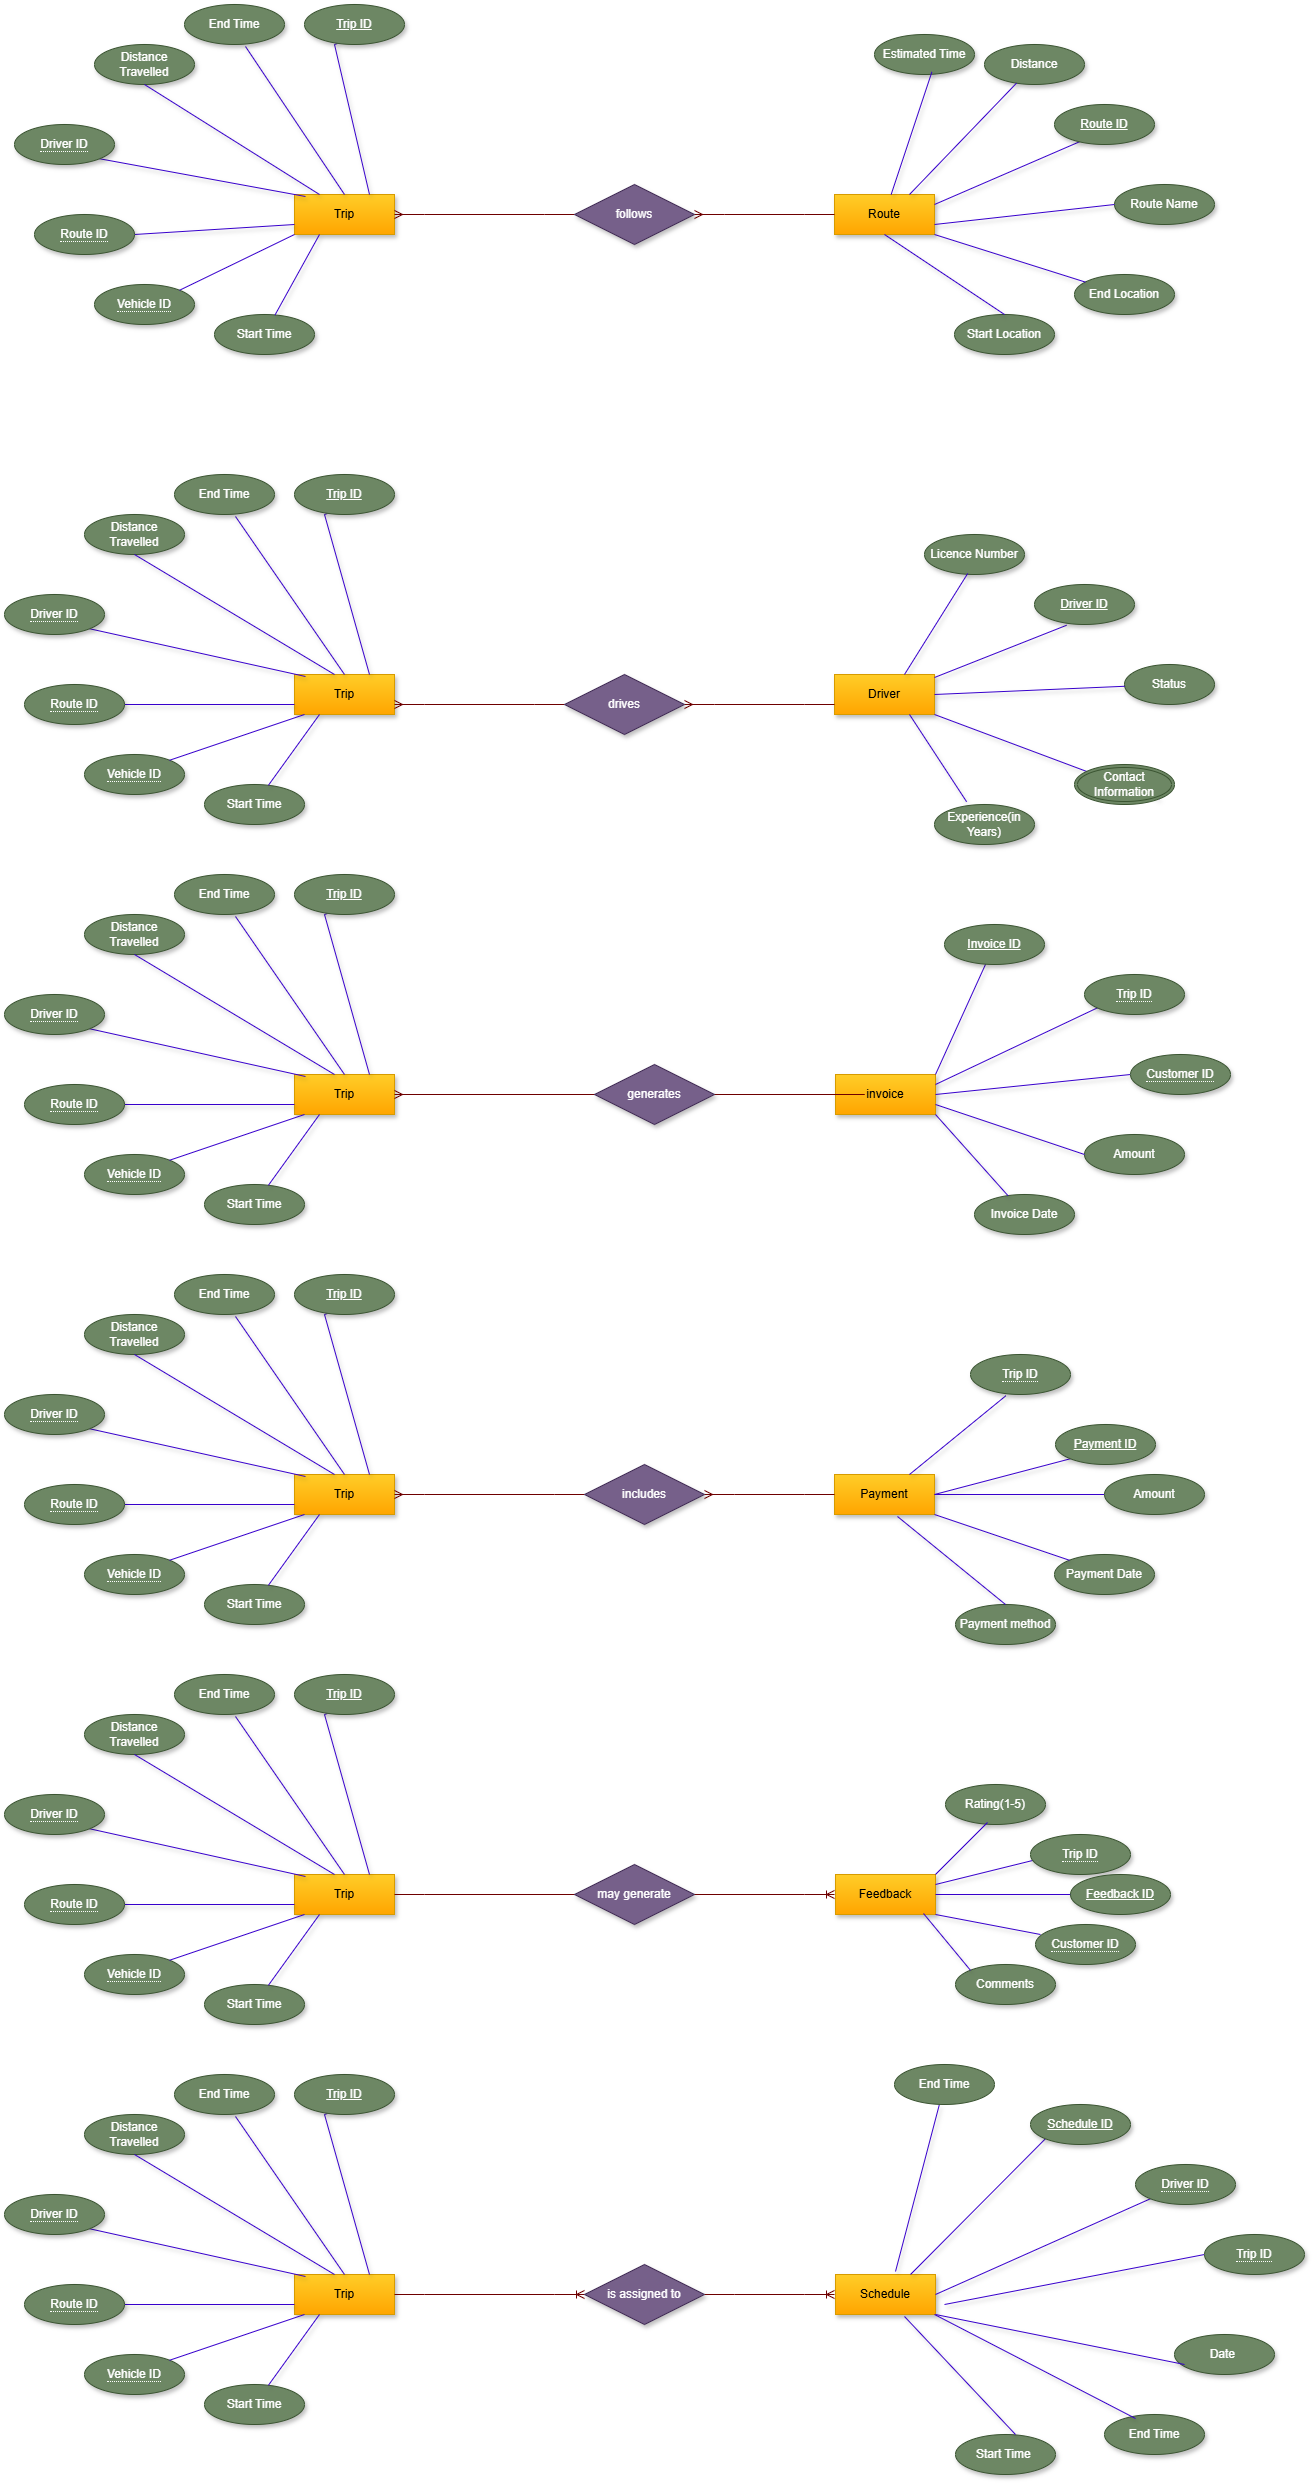 End Time
Trip ID
Distance
Travelled
Driver ID
Route ID
Vehicle ID
Start Time
Trip
follows
Route
Estimated Time
Distance
Route ID
Route Name
End Location
Start Location
End Time
Trip ID
Distance
Travelled
Driver ID
Route ID
Vehicle ID
Start Time
Trip
drives
Driver
Licence Number
Driver ID
Status
Contact
Information
Experience(in
Years)
End Time
Trip ID
Distance
Travelled
Driver ID
Route ID
Vehicle ID
Start Time
Trip
generates
invoice
Invoice ID
Trip ID
Customer ID
Amount
Invoice Date
End Time
Trip ID
Distance
Travelled
Driver ID
Route ID
Vehicle ID
Start Time
Trip
includes
Payment
Trip ID
Payment ID
Amount
Payment Date
Payment method
End Time
Trip ID
Distance
Travelled
Driver ID
Route ID
Vehicle ID
Start Time
Trip
may generate
Feedback
Rating(1-5)
Trip ID
Feedback ID
Customer ID
Comments
End Time
Trip ID
Distance
Travelled
Driver ID
Route ID
Vehicle ID
Start Time
Trip
is assigned to
Schedule
End Time
Schedule ID
Driver ID
Trip ID
Date
End Time
Start Time